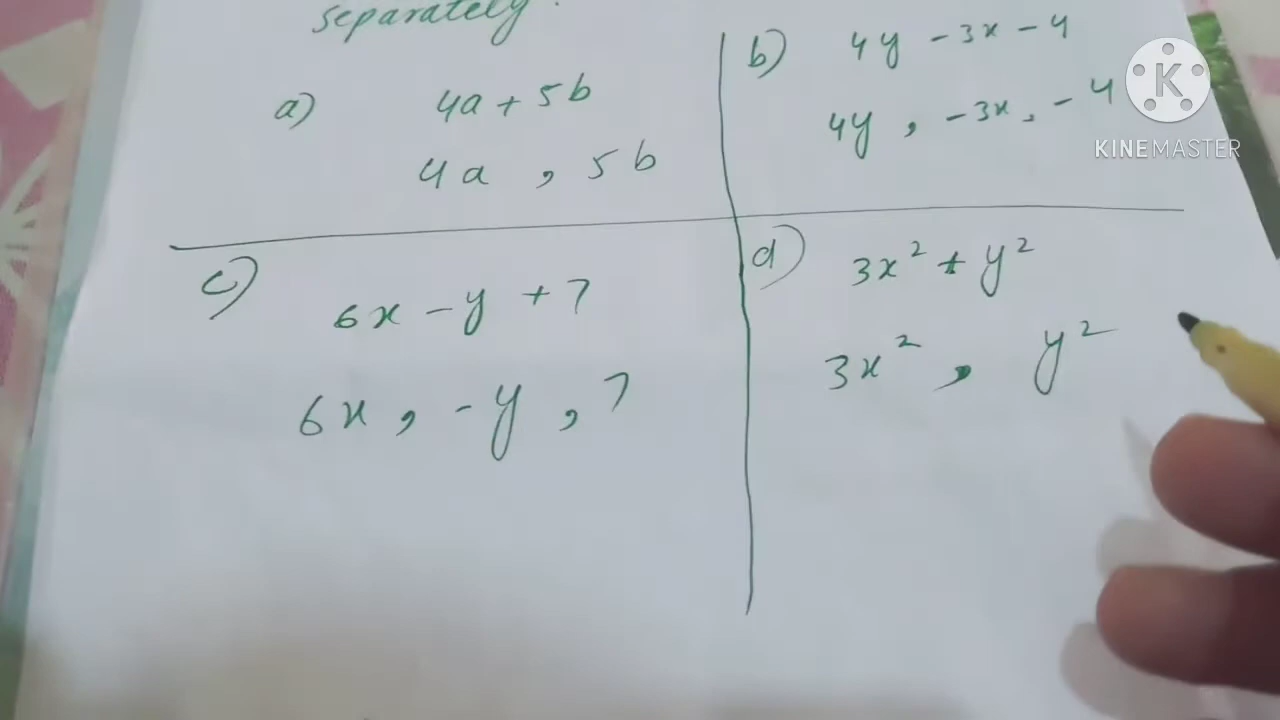 separately.
a) 4a + 5b
4a , 5b
b) 4y - 3x - 4
4y , -3x , -4
K
KINEMASTER
c) 6x - y + 7
6x , -y , 7
d) 3x² + y²
3x² , y²